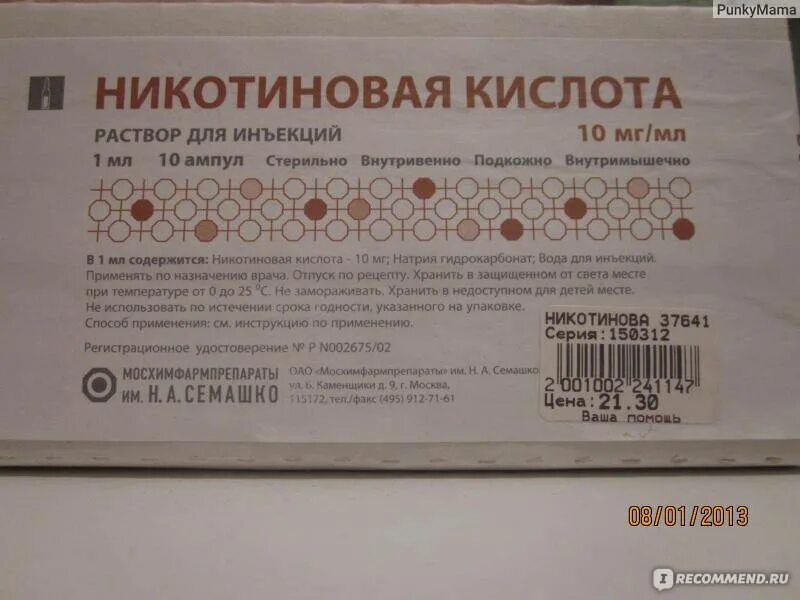 PunkyMama
НИКОТИНОВАЯ КИСЛОТА
РАСТВОР ДЛЯ ИНЪЕКЦИЙ 10 мг/мл
1 мл 10 ампул Стерильно Внутривенно Подкожно Внутримышечно
В 1 мл содержится: Никотиновая кислота - 10 мг; Натрия гидрокарбонат; Вода для инъекций.
Применять по назначению врача. Отпуск по рецепту. Хранить в защищенном от света месте
при температуре от 0 до 25 °С. Не замораживать. Хранить в недоступном для детей месте.
Не использовать по истечении срока годности, указанного на упаковке.
Способ применения: см. инструкцию по применению.
Регистрационное удостоверение № Р N002675/02
МОСХИМФАРМПРЕПАРАТЫ
им. Н.А. СЕМАШКО
ОАО «Мосхимфармпрепараты» им. Н. А. Семашко
ул. Б. Каменщики д. 9, г. Москва,
115172, тел./факс (495) 912-71-61
НИКОТИНОВА 37641
Серия:150312
2 001002 241147
Цена: 21.30
Ваша помощь
08/01/2013
IRECOMMEND.RU